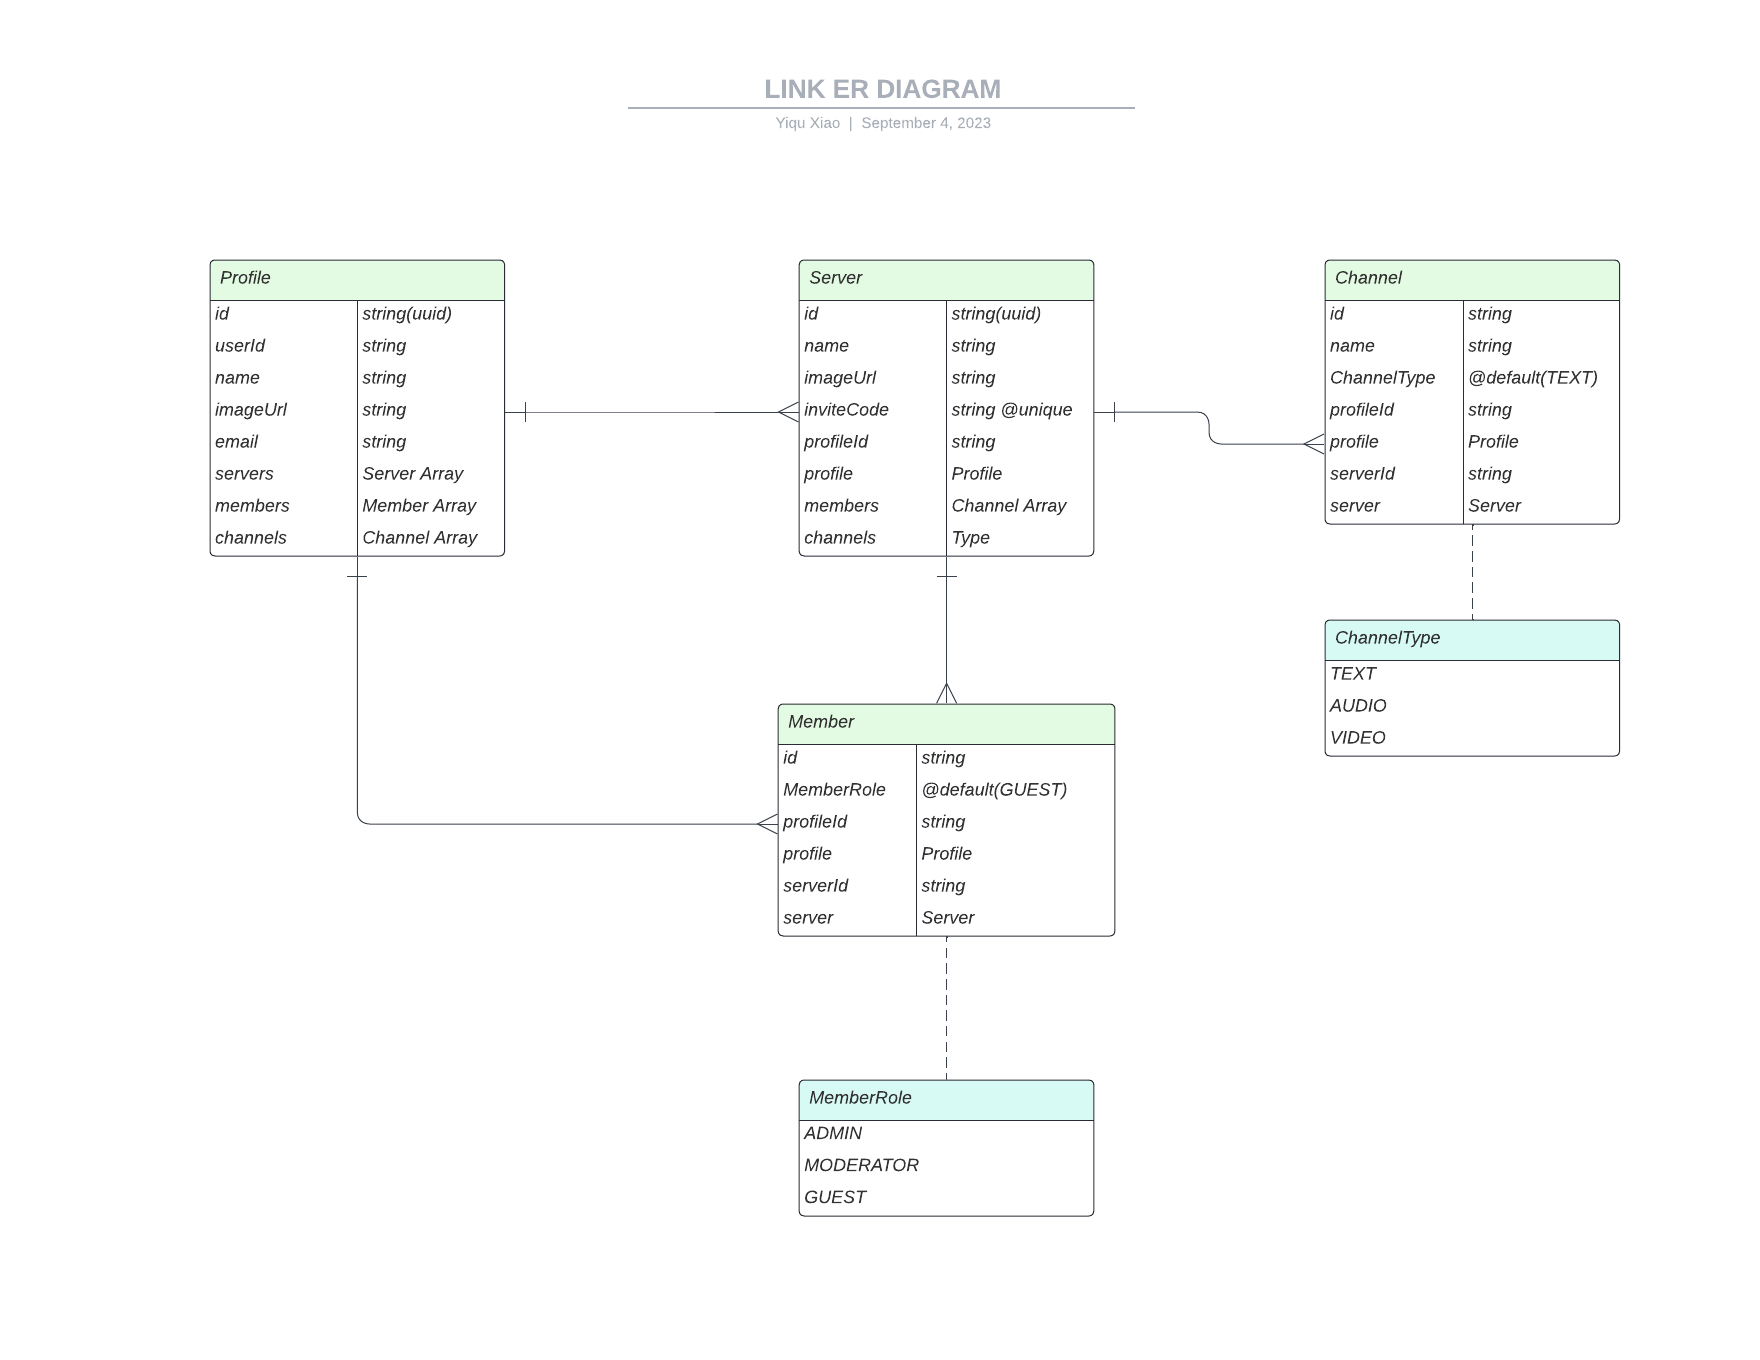 LINK ER DIAGRAM
Yiqu Xiao | September 4, 2023
Profile
id string(uuid)
userId string
name string
imageUrl string
email string
servers Server Array
members Member Array
channels Channel Array
Server
id string(uuid)
name string
imageUrl string
inviteCode string @unique
profileId string
profile Profile
members Channel Array
channels Type
Channel
id string
name string
ChannelType @default(TEXT)
profileId string
profile Profile
serverId string
server Server
ChannelType
TEXT
AUDIO
VIDEO
Member
id string
MemberRole @default(GUEST)
profileId string
profile Profile
serverId string
server Server
MemberRole
ADMIN
MODERATOR
GUEST